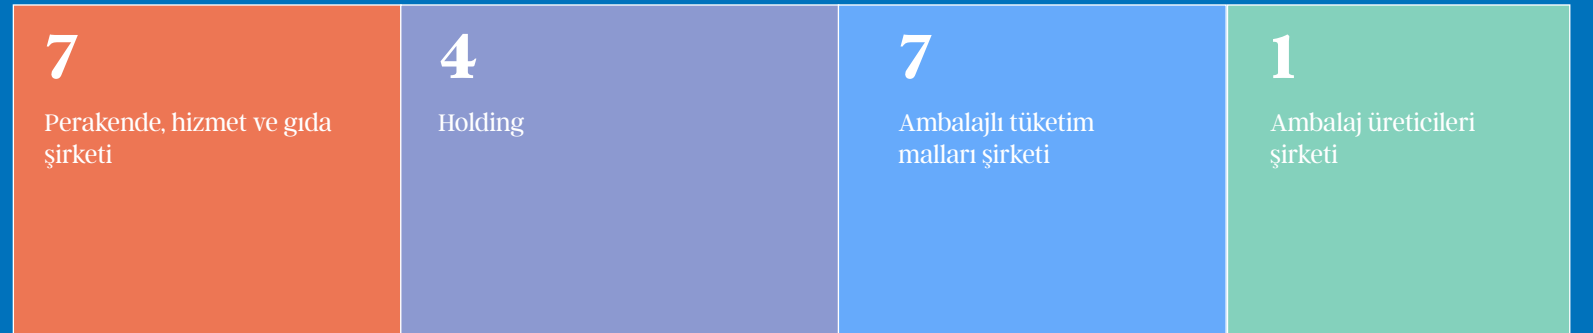 7
Perakende, hizmet ve gıda
şirketi
4
Holding
7
Ambalajlı tüketim
malları şirketi
1
Ambalaj üreticileri
şirketi